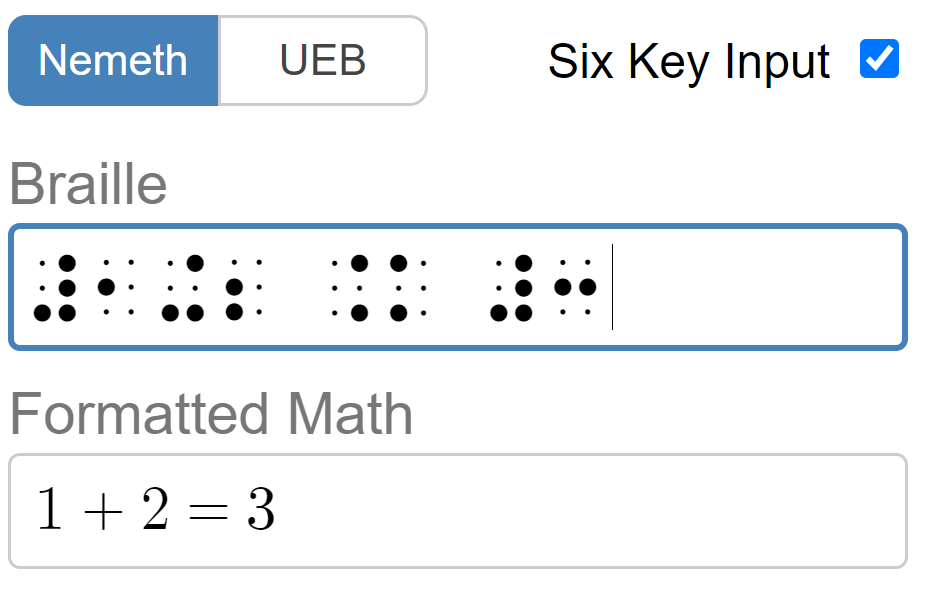 Nemeth UEB Six Key Input
Braille
⠼⠂⠬⠆ ⠨⠅ ⠼⠒
Formatted Math
1 + 2 = 3